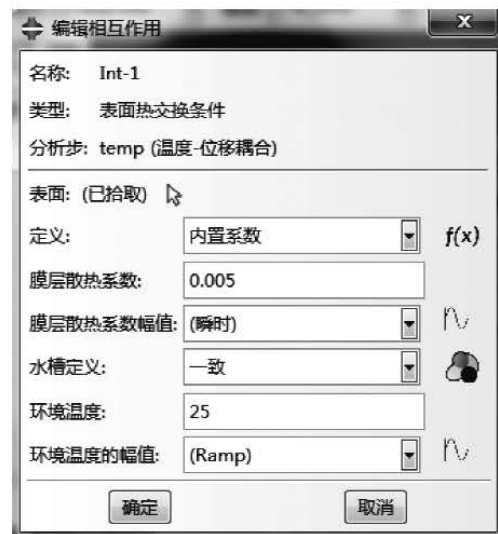 编辑相互作用
X
名称: Int-1
类型: 表面热交换条件
分析步: temp (温度-位移耦合)
表面: (已拾取)
定义: 内置系数 f(x)
膜层散热系数: 0.005
膜层散热系数幅值: (瞬时)
水槽定义: 一致
环境温度: 25
环境温度的幅值: (Ramp)
确定 取消